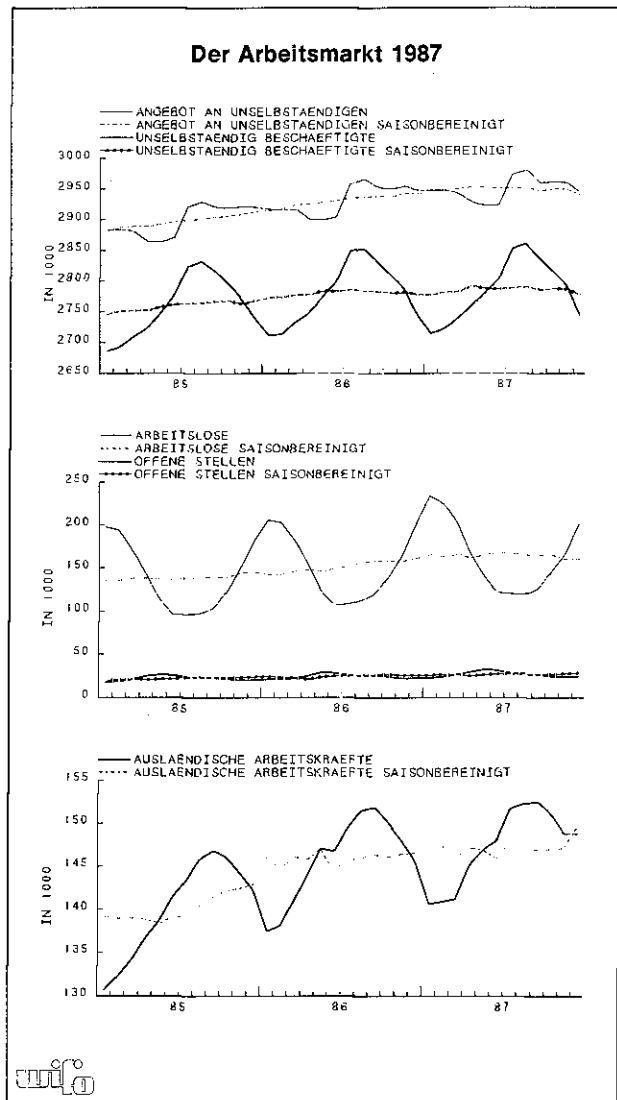 Der Arbeitsmarkt 1987
ANGEBOT AN UNSELBSTAENDIGEN
ANGEBOT AN UNSELBSTAENDIGEN SAISONBEREINIGT
UNSELBSTAENDIG BESCHAEFTIGTE
UNSELBSTAENDIG BESCHAEFTIGTE SAISONBEREINIGT
3000
2950
2900
2850
2800
2750
2700
2650
IN 1000
85 86 87
ARBEITSLOSE
ARBEITSLOSE SAISONBEREINIGT
OFFENE STELLEN
OFFENE STELLEN SAISONBEREINIGT
250
200
150
100
50
0
IN 1000
85 86 87
AUSLAENDISCHE ARBEITSKRAEFTE
AUSLAENDISCHE ARBEITSKRAEFTE SAISONBEREINIGT
155
150
145
140
135
130
IN 1000
85 86 87
wifo